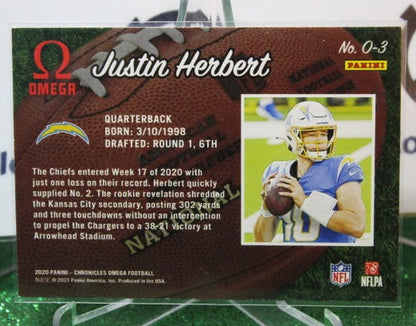 No. O-3
PANINI
Justin Herbert
Ω
OMEGA
QUARTERBACK
BORN: 3/10/1998
DRAFTED: ROUND 1, 6TH
The Chiefs entered Week 17 of 2020 with
just one loss on their record. Herbert quickly
supplied No. 2. The rookie revelation shredded
the Kansas City secondary, posting 302 yards
and three touchdowns without an interception
to propel the Chargers to a 38-21 victory at
Arrowhead Stadium.
NATIONAL
10
2020 PANINI - CHRONICLES OMEGA FOOTBALL
© 2021 Panini America, Inc. Produced in the USA.
NFL
NFLPA